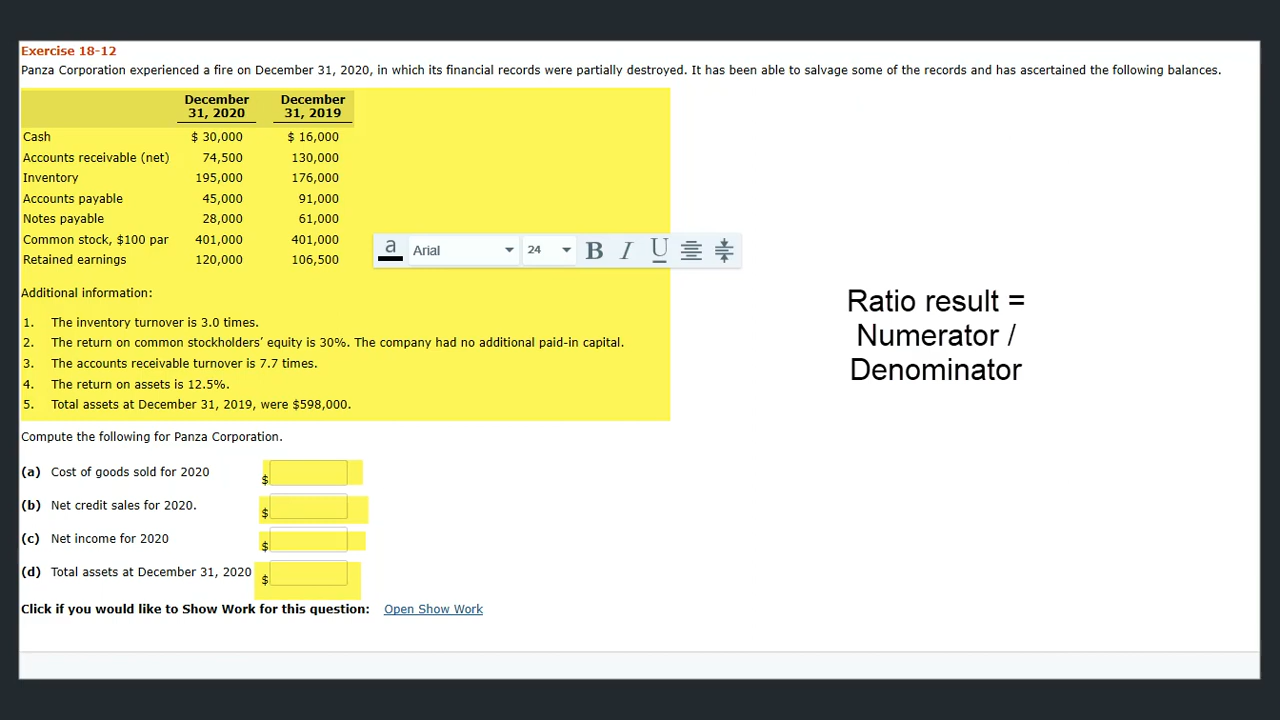 Exercise 18-12
Panza Corporation experienced a fire on December 31, 2020, in which its financial records were partially destroyed. It has been able to salvage some of the records and has ascertained the following balances.
December 31, 2020 December 31, 2019
Cash $ 30,000 $ 16,000
Accounts receivable (net) 74,500 130,000
Inventory 195,000 176,000
Accounts payable 45,000 91,000
Notes payable 28,000 61,000
Common stock, $100 par 401,000 401,000
Retained earnings 120,000 106,500
a Arial 24 B I U
Additional information:
1. The inventory turnover is 3.0 times.
2. The return on common stockholders’ equity is 30%. The company had no additional paid-in capital.
3. The accounts receivable turnover is 7.7 times.
4. The return on assets is 12.5%.
5. Total assets at December 31, 2019, were $598,000.
Ratio result =
Numerator /
Denominator
Compute the following for Panza Corporation.
(a) Cost of goods sold for 2020 $
(b) Net credit sales for 2020. $
(c) Net income for 2020 $
(d) Total assets at December 31, 2020 $
Click if you would like to Show Work for this question: Open Show Work